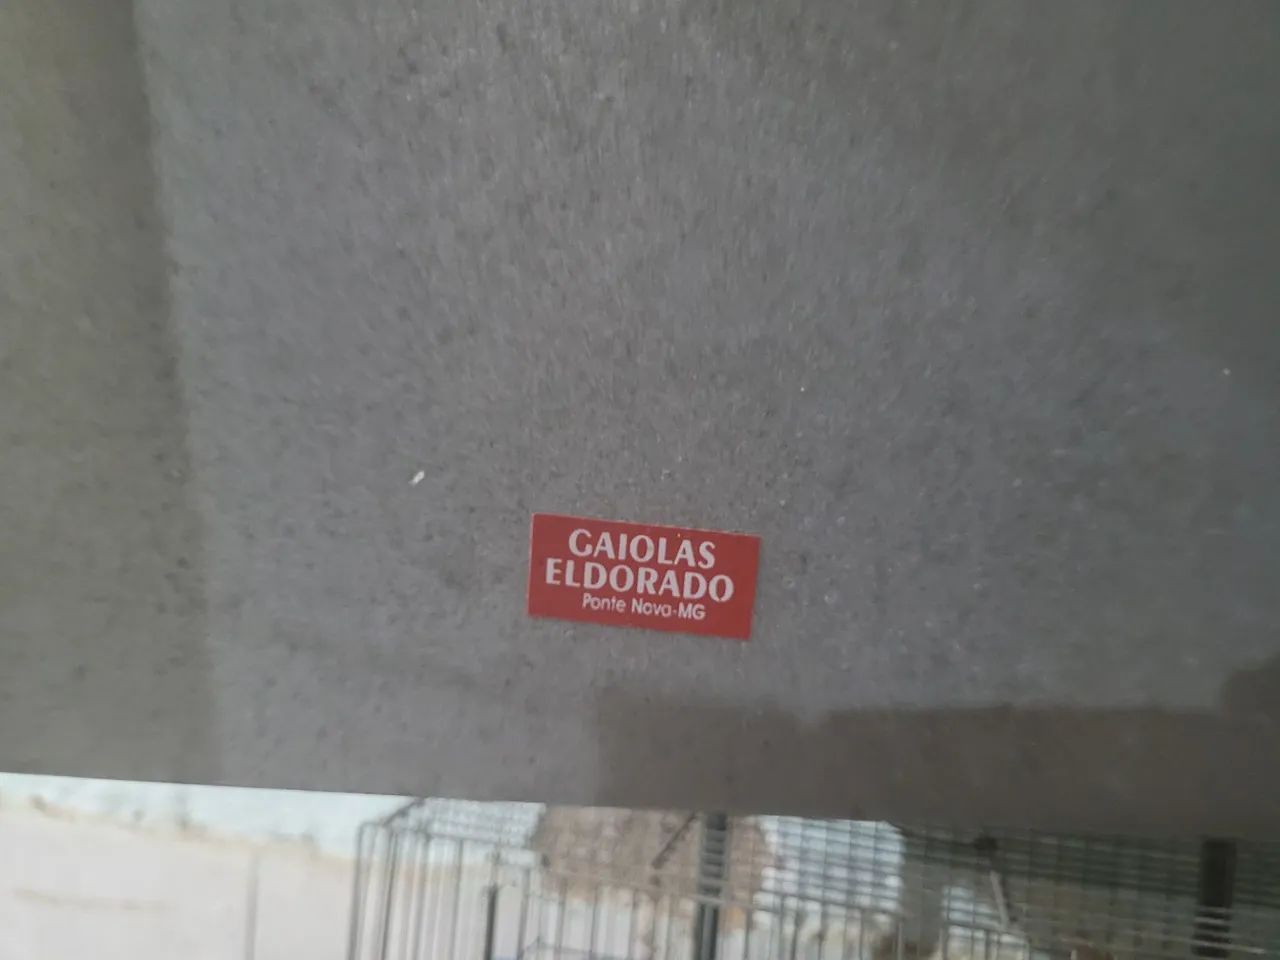 GAIOLAS
ELDORADO
Ponte Nova-MG